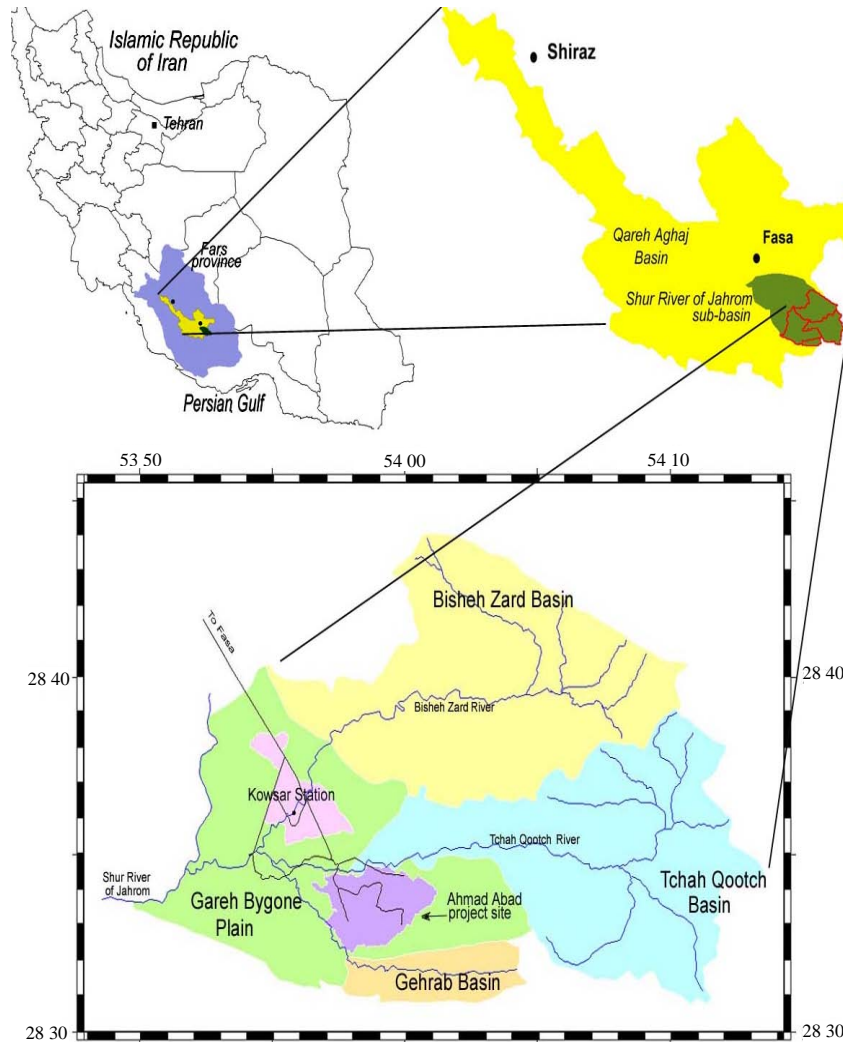 Islamic Republic
of Iran
Tehran
Fars
province
Persian Gulf
Shiraz
Qareh Aghaj
Basin
Fasa
Shur River of Jahrom
sub-basin
53 50
54 00
54 10
28 40
28 40
28 30
28 30
To Fasa
Bisheh Zard Basin
Bisheh Zard River
Kowsar Station
Tchah Qootch River
Shur River
of Jahrom
Gareh Bygone
Plain
Ahmad Abad
project site
Tchah Qootch
Basin
Gehrab Basin